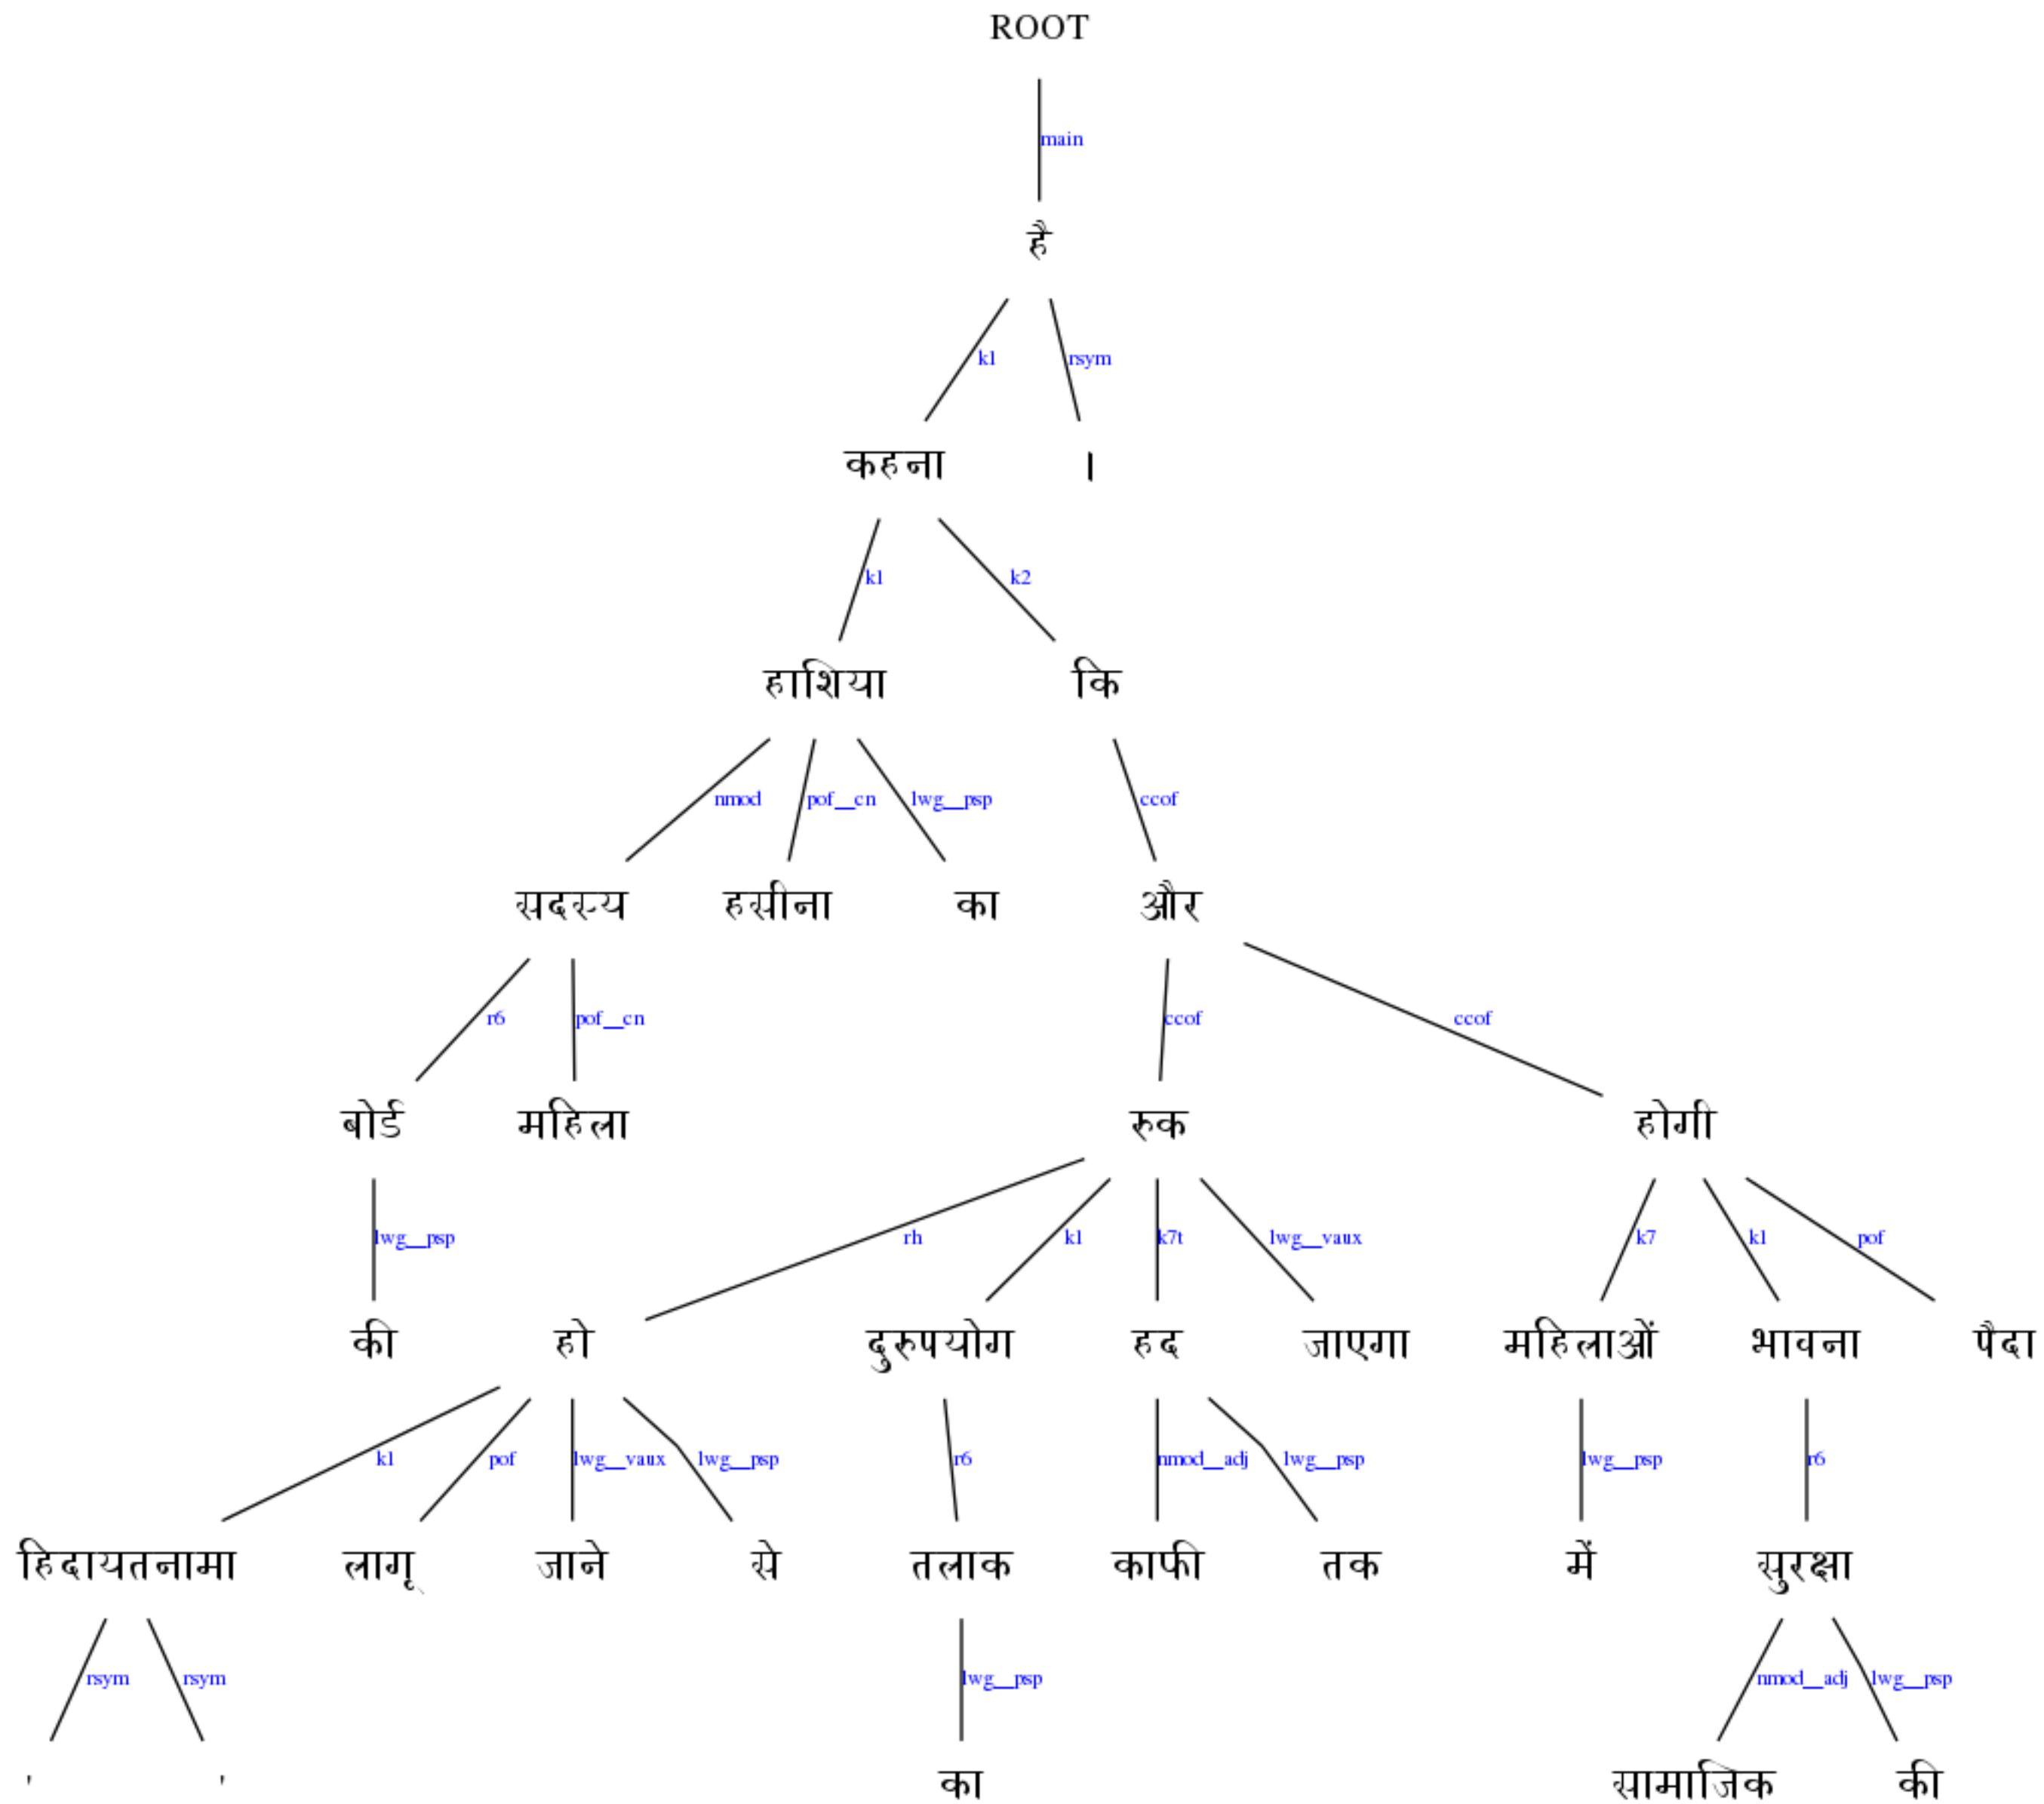 ROOT
main
है
k1 rsym
कहना ।
k1 k2
हाशिया कि
nmod pof__cn lwg__psp ccof
सदस्य हसीना का और
r6 pof__cn ccof ccof
बोर्ड महिला रुक होगी
lwg__psp rh k1 k7t lwg__vaux k7 k1 pof
की हो दुरुपयोग हद जाएगा महिलाओं भावना पैदा
k1 pof lwg__vaux lwg__psp r6 nmod__adj lwg__psp lwg__psp r6
हिदायतनामा लागू जाने से तलाक काफी तक में सुरक्षा
rsym rsym lwg__psp nmod__adj lwg__psp
' ' का सामाजिक की